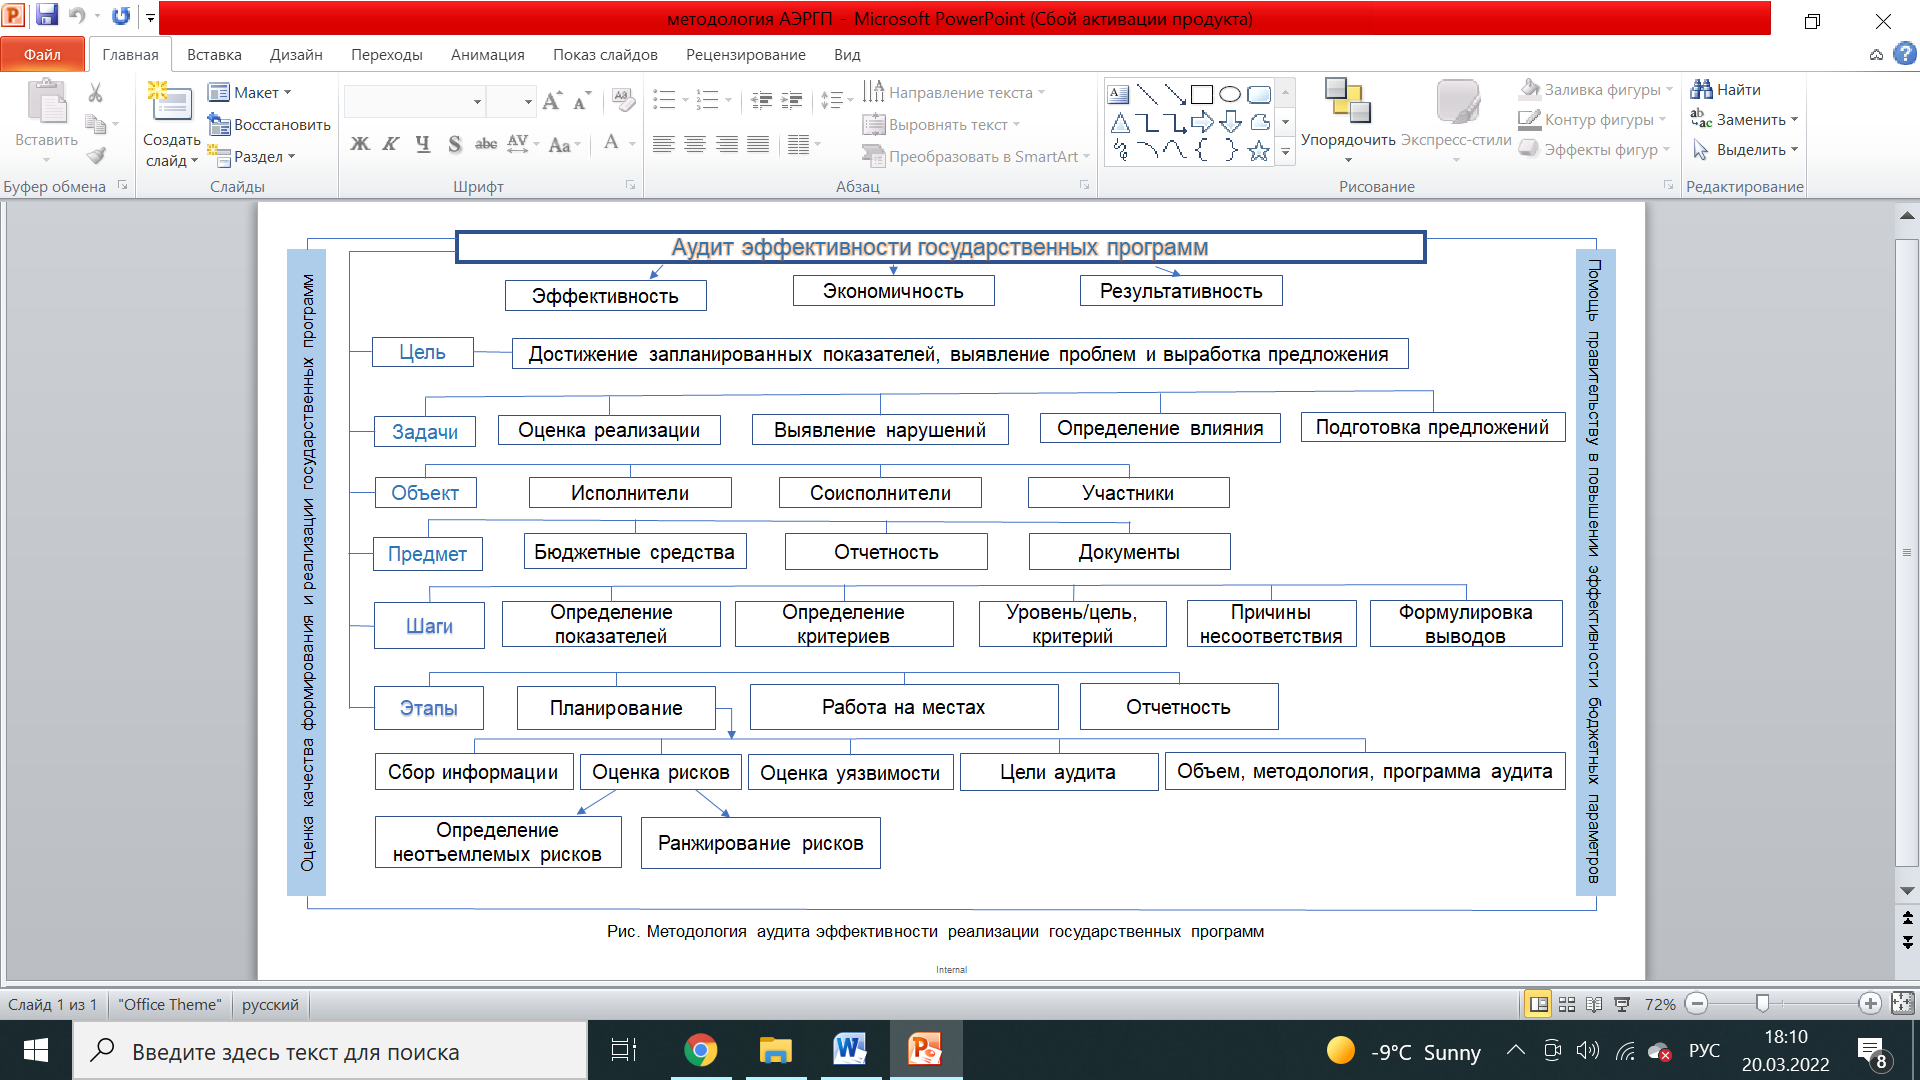 методология АЭРГП - Microsoft PowerPoint (Сбой активации продукта)
Файл
Главная
Вставка
Дизайн
Переходы
Анимация
Показ слайдов
Рецензирование
Вид
Вставить
Буфер обмена
Создать
слайд
Макет
Восстановить
Раздел
Слайды
Ж К Ч S abc AV Aa A
Шрифт
Направление текста
Выровнять текст
Преобразовать в SmartArt
Абзац
Упорядочить
Экспресс-стили
Заливка фигуры
Контур фигуры
Эффекты фигур
Рисование
Найти
Заменить
Выделить
Редактирование
Аудит эффективности государственных программ
Эффективность
Экономичность
Результативность
Оценка качества формирования и реализации государственных программ
Помощь правительству в повышении эффективности бюджетных параметров
Цель
Достижение запланированных показателей, выявление проблем и выработка предложения
Задачи
Оценка реализации
Выявление нарушений
Определение влияния
Подготовка предложений
Объект
Исполнители
Соисполнители
Участники
Предмет
Бюджетные средства
Отчетность
Документы
Шаги
Определение
показателей
Определение
критериев
Уровень/цель,
критерий
Причины
несоответствия
Формулировка
выводов
Этапы
Планирование
Работа на местах
Отчетность
Сбор информации
Оценка рисков
Оценка уязвимости
Цели аудита
Объем, методология, программа аудита
Определение
неотъемлемых рисков
Ранжирование рисков
Рис. Методология аудита эффективности реализации государственных программ
Internal
Слайд 1 из 1
"Office Theme"
русский
72%
Введите здесь текст для поиска
-9°C Sunny
РУС
18:10
20.03.2022
8